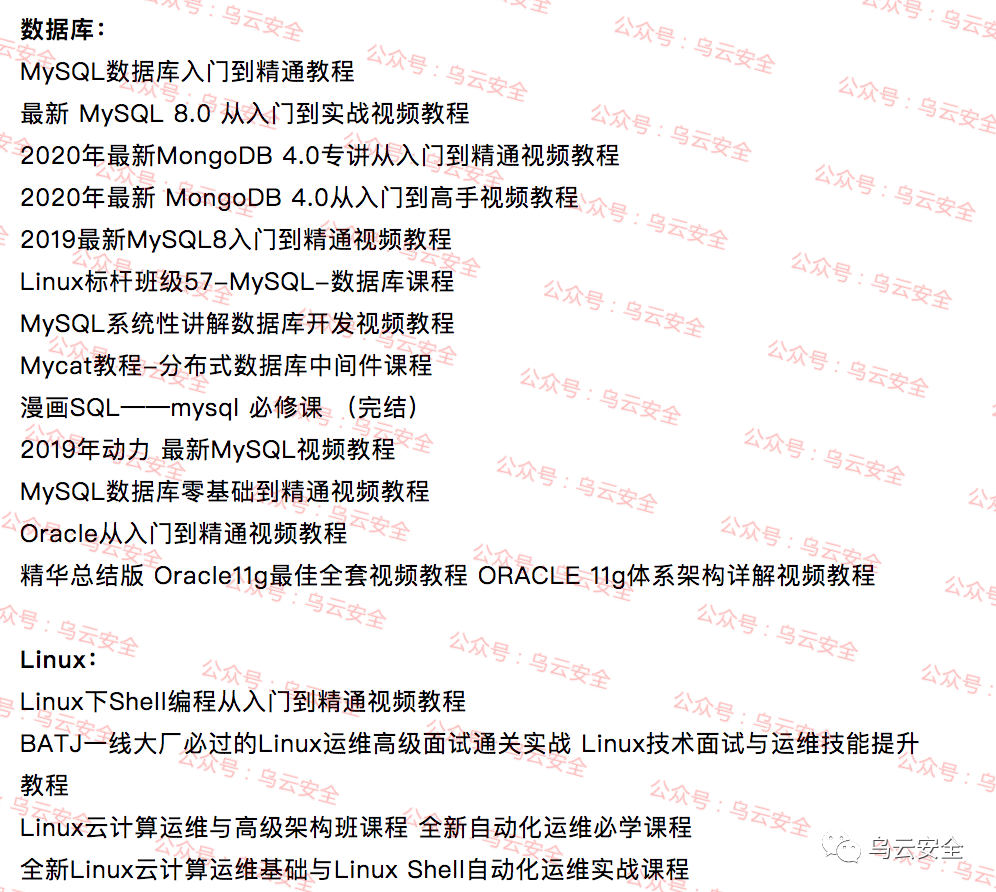 数据库：
MySQL数据库入门到精通教程
最新 MySQL 8.0 从入门到实战视频教程
2020年最新MongoDB 4.0专讲从入门到精通视频教程
2020年最新 MongoDB 4.0从入门到高手视频教程
2019最新MySQL8入门到精通视频教程
Linux标杆班级57-MySQL-数据库课程
MySQL系统性讲解数据库开发视频教程
Mycat教程-分布式数据库中间件课程
漫画SQL——mysql 必修课 （完结）
2019年动力 最新MySQL视频教程
MySQL数据库零基础到精通视频教程
Oracle从入门到精通视频教程
精华总结版 Oracle11g最佳全套视频教程 ORACLE 11g体系架构详解视频教程
Linux：
Linux下Shell编程从入门到精通视频教程
BATJ一线大厂必过的Linux运维高级面试通关实战 Linux技术面试与运维技能提升
教程
Linux云计算运维与高级架构班课程 全新自动化运维必学课程
全新Linux云计算运维基础与Linux Shell自动化运维实战课程
公众号：乌云安全
乌云安全